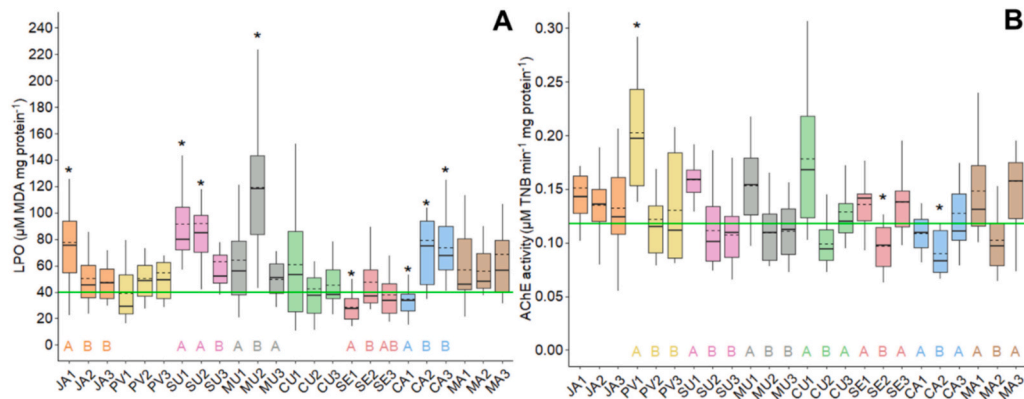 A
LPO (µM MDA mg protein⁻¹)
240
220
200
180
160
140
120
100
80
60
40
20
0
* * * * * * * *
A B B A A B A B A A B AB A B B
JA1 JA2 JA3 PV1 PV2 PV3 SU1 SU2 SU3 MU1 MU2 MU3 CU1 CU2 CU3 SE1 SE2 SE3 CA1 CA2 CA3 MA1 MA2 MA3
B
AChE activity (µM TNB min⁻¹ mg protein⁻¹)
0.30
0.25
0.20
0.15
0.10
0.05
0.00
* * *
A B B A B B A B B A B A A B A A B A A B A
JA1 JA2 JA3 PV1 PV2 PV3 SU1 SU2 SU3 MU1 MU2 MU3 CU1 CU2 CU3 SE1 SE2 SE3 CA1 CA2 CA3 MA1 MA2 MA3